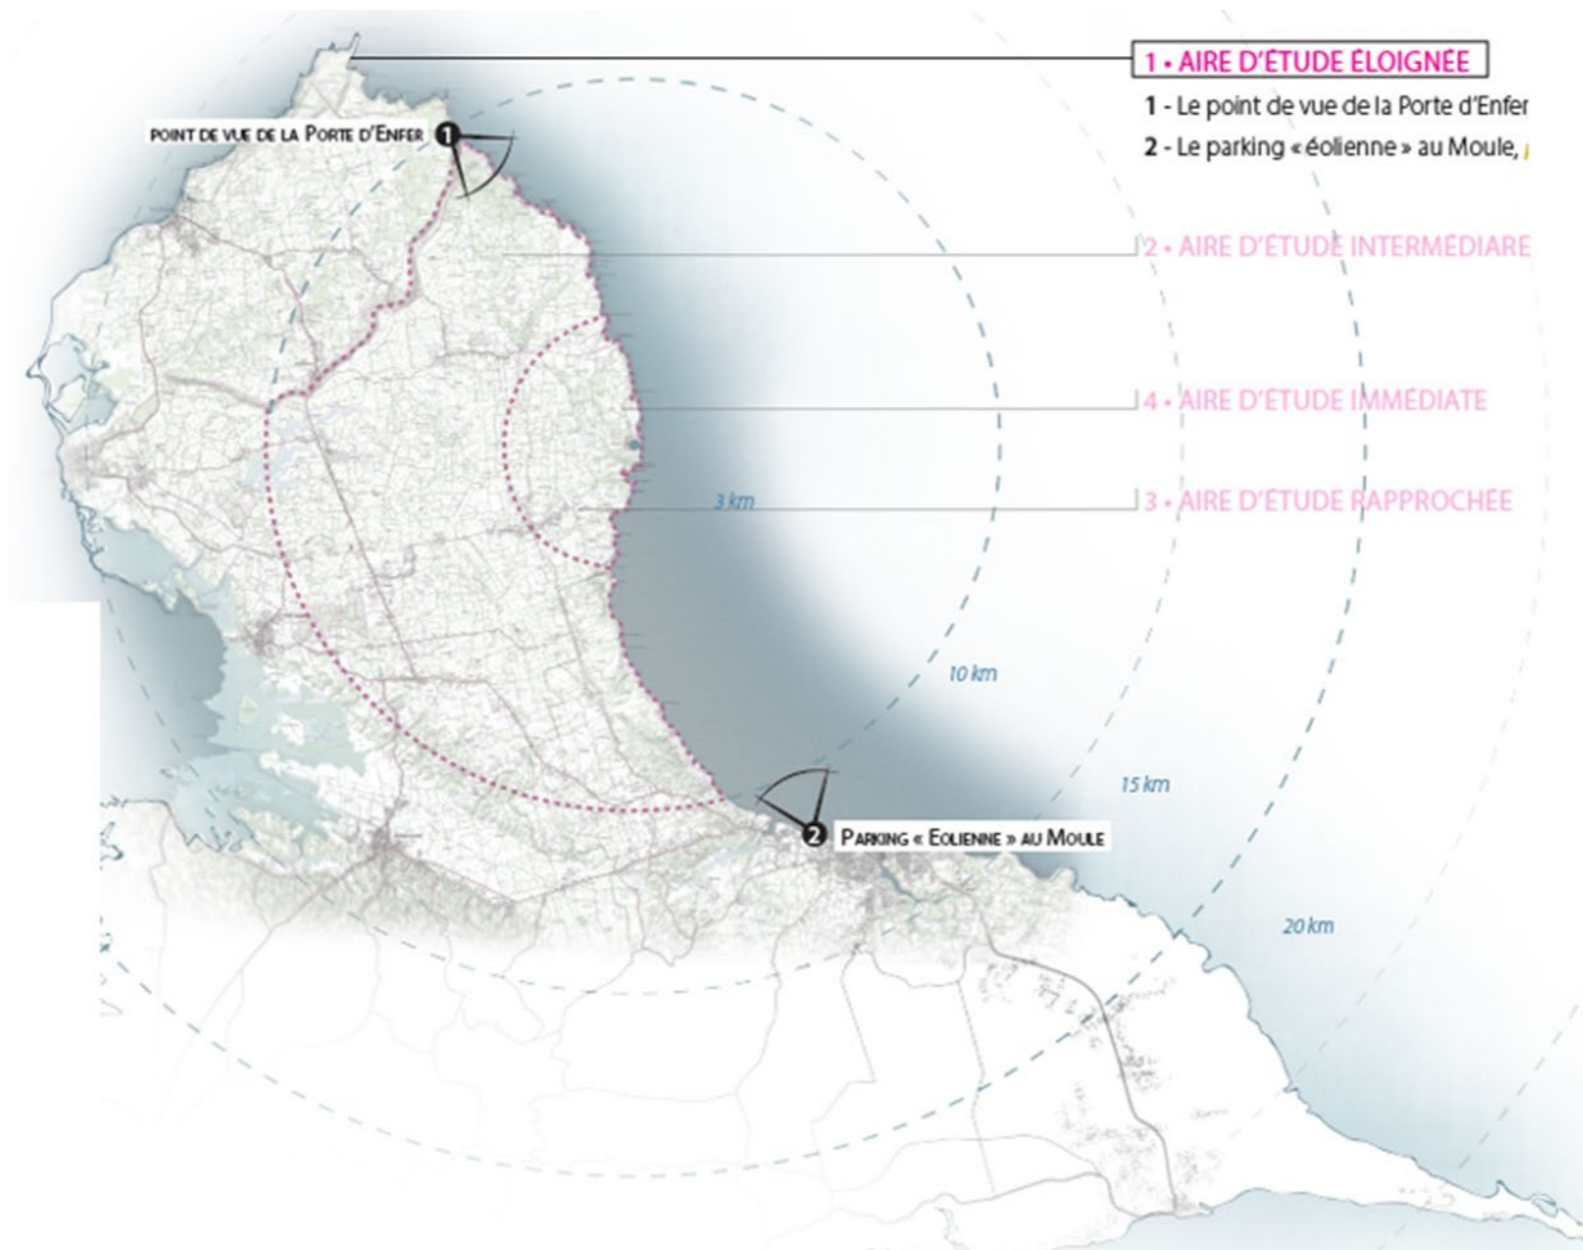 1 • AIRE D'ÉTUDE ÉLOIGNÉE
1 - Le point de vue de la Porte d'Enfer
2 - Le parking « éolienne » au Moule,
POINT DE VUE DE LA PORTE D'ENFER
1
2 • AIRE D'ÉTUDE INTERMÉDIARE
4 • AIRE D'ÉTUDE IMMÉDIATE
3 • AIRE D'ÉTUDE RAPPROCHÉE
3 km
10 km
15 km
2
PARKING « EOLIENNE » AU MOULE
20 km